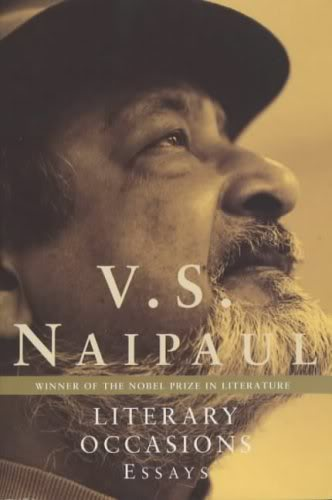 V.S.
NAIPAUL
WINNER OF THE NOBEL PRIZE IN LITERATURE
LITERARY
OCCASIONS
ESSAYS